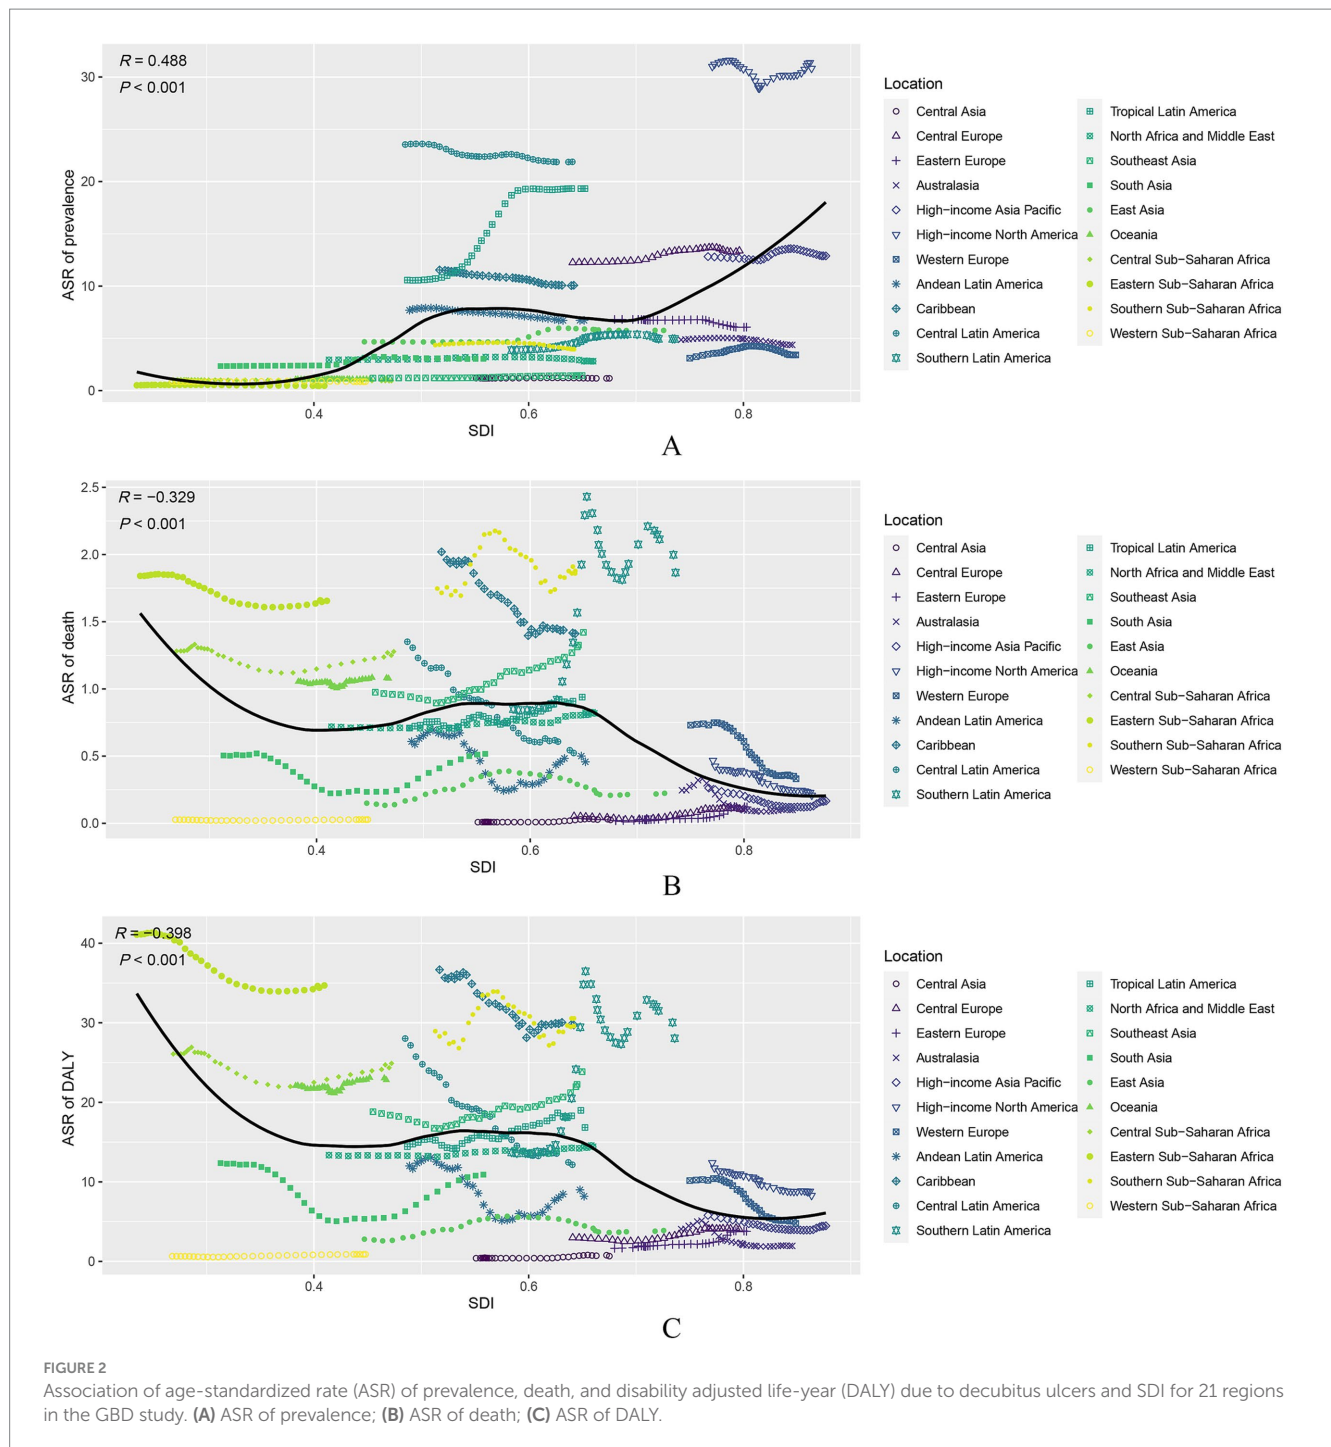 R = 0.488
P < 0.001
30
20
10
0
ASR of prevalence
0.4
0.6
0.8
SDI
A
Location
Central Asia
Central Europe
Eastern Europe
Australasia
High−income Asia Pacific
High−income North America
Western Europe
Andean Latin America
Caribbean
Central Latin America
Southern Latin America
Tropical Latin America
North Africa and Middle East
Southeast Asia
South Asia
East Asia
Oceania
Central Sub−Saharan Africa
Eastern Sub−Saharan Africa
Southern Sub−Saharan Africa
Western Sub−Saharan Africa
R = −0.329
P < 0.001
2.5
2.0
1.5
1.0
0.5
0.0
ASR of death
0.4
0.6
0.8
SDI
B
Location
Central Asia
Central Europe
Eastern Europe
Australasia
High−income Asia Pacific
High−income North America
Western Europe
Andean Latin America
Caribbean
Central Latin America
Southern Latin America
Tropical Latin America
North Africa and Middle East
Southeast Asia
South Asia
East Asia
Oceania
Central Sub−Saharan Africa
Eastern Sub−Saharan Africa
Southern Sub−Saharan Africa
Western Sub−Saharan Africa
R = −0.398
P < 0.001
40
30
20
10
0
ASR of DALY
0.4
0.6
0.8
SDI
C
Location
Central Asia
Central Europe
Eastern Europe
Australasia
High−income Asia Pacific
High−income North America
Western Europe
Andean Latin America
Caribbean
Central Latin America
Southern Latin America
Tropical Latin America
North Africa and Middle East
Southeast Asia
South Asia
East Asia
Oceania
Central Sub−Saharan Africa
Eastern Sub−Saharan Africa
Southern Sub−Saharan Africa
Western Sub−Saharan Africa
FIGURE 2
Association of age-standardized rate (ASR) of prevalence, death, and disability adjusted life-year (DALY) due to decubitus ulcers and SDI for 21 regions
in the GBD study. (A) ASR of prevalence; (B) ASR of death; (C) ASR of DALY.